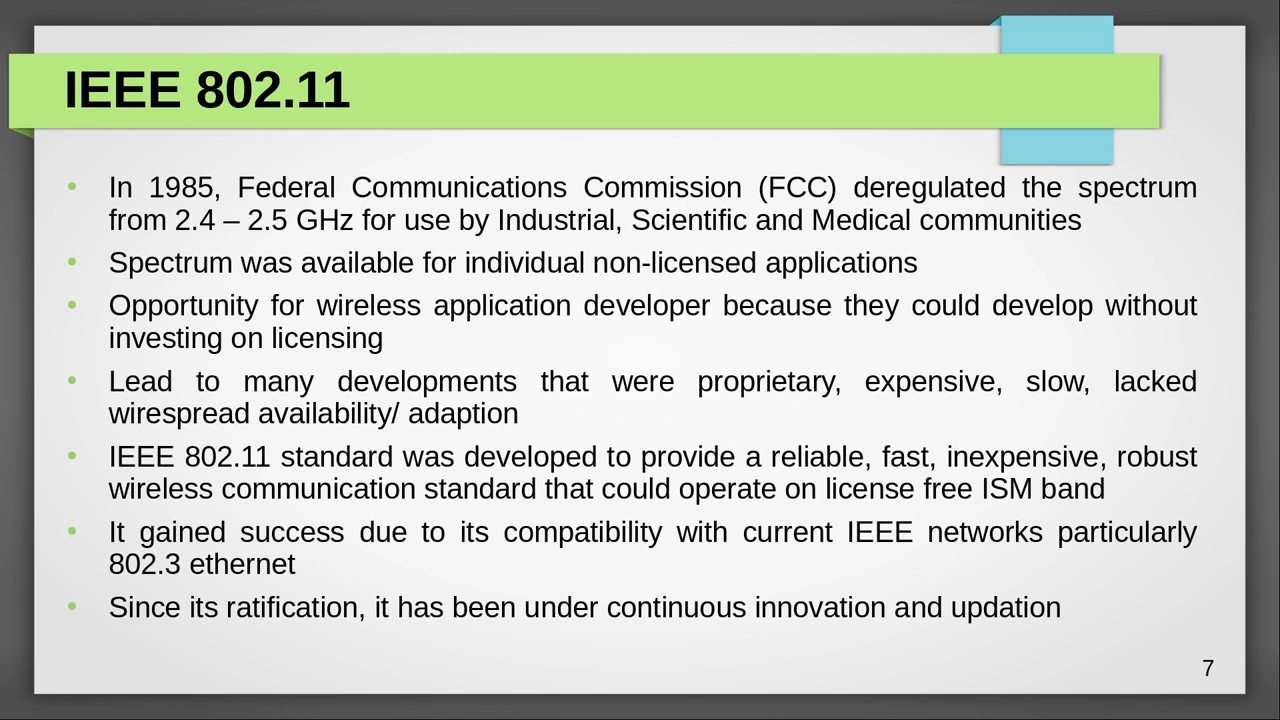 IEEE 802.11
• In 1985, Federal Communications Commission (FCC) deregulated the spectrum
from 2.4 – 2.5 GHz for use by Industrial, Scientific and Medical communities
• Spectrum was available for individual non-licensed applications
• Opportunity for wireless application developer because they could develop without
investing on licensing
• Lead to many developments that were proprietary, expensive, slow, lacked
wirespread availability/ adaption
• IEEE 802.11 standard was developed to provide a reliable, fast, inexpensive, robust
wireless communication standard that could operate on license free ISM band
• It gained success due to its compatibility with current IEEE networks particularly
802.3 ethernet
• Since its ratification, it has been under continuous innovation and updation
7